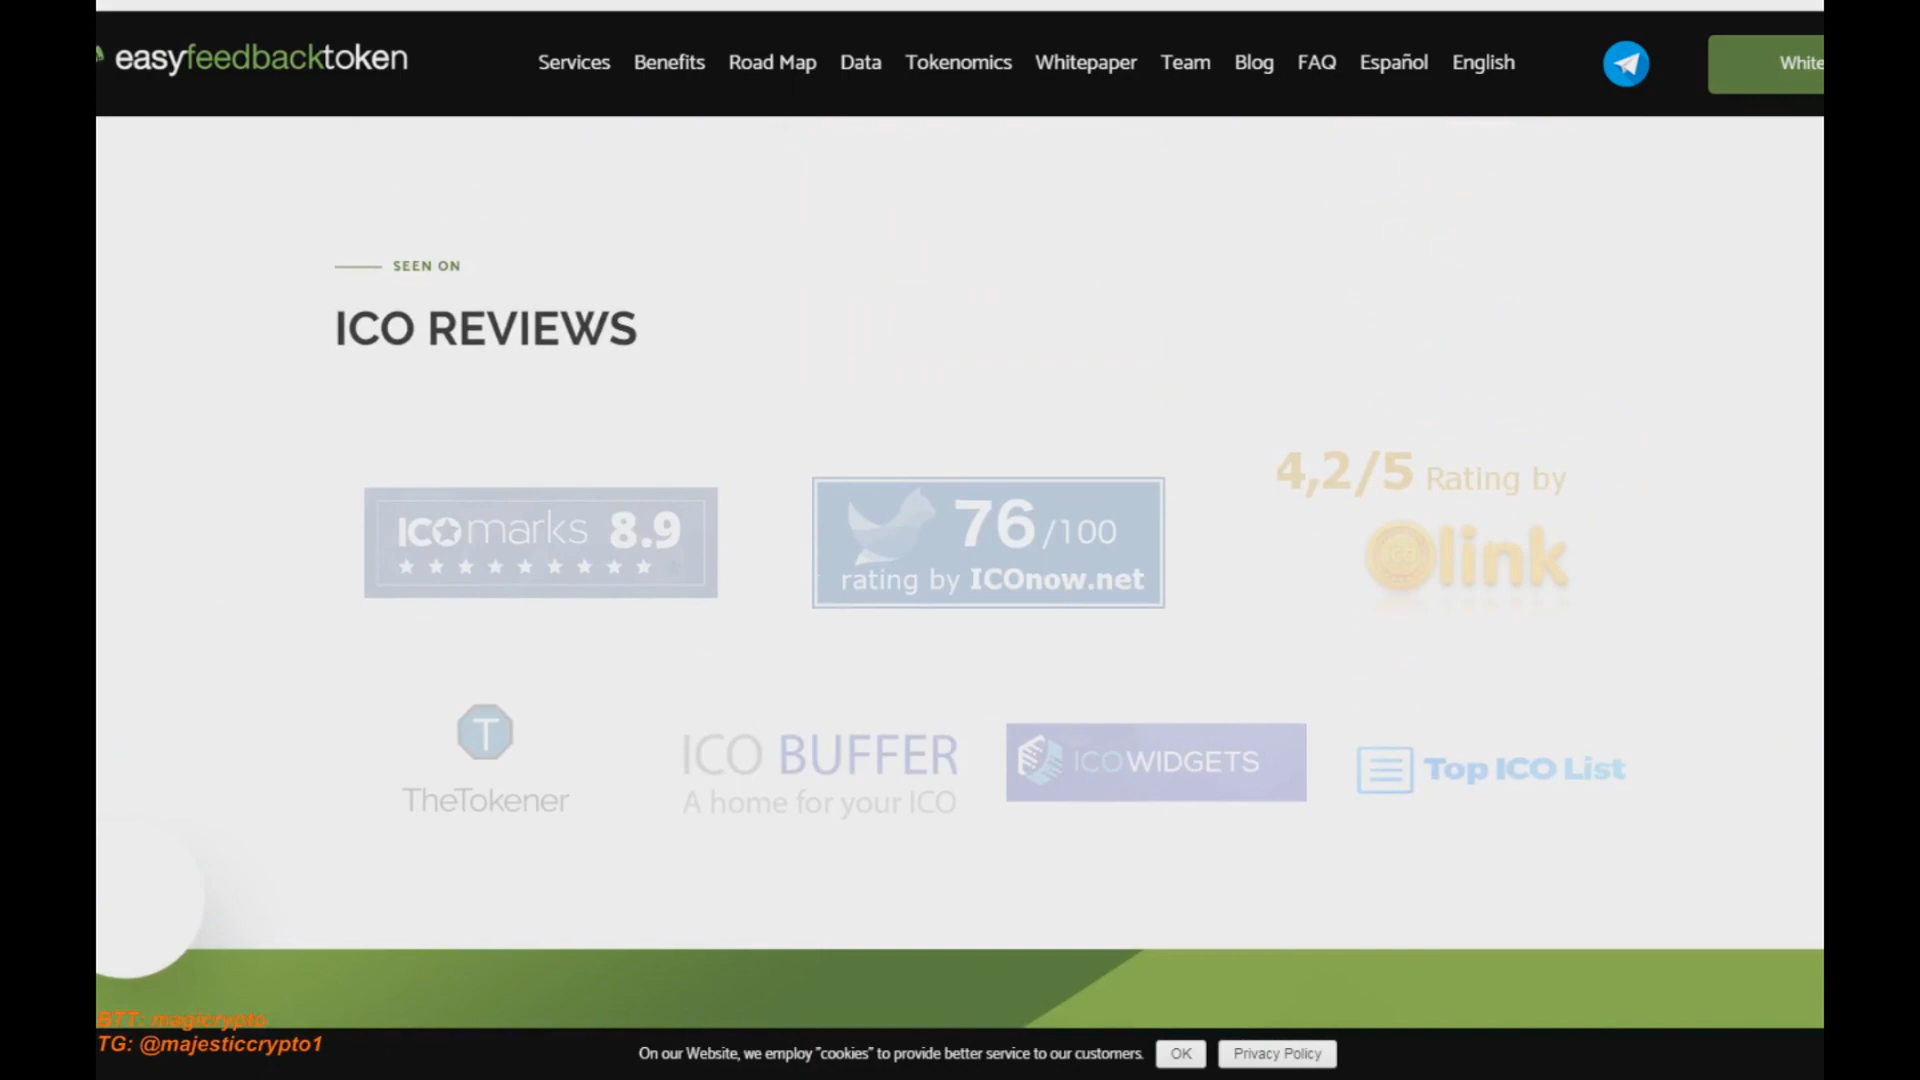 easyfeedbacktoken
Services Benefits Road Map Data Tokenomics Whitepaper Team Blog FAQ Español English
White
SEEN ON
ICO REVIEWS
ICOmarks 8.9
76/100
rating by ICOnow.net
4,2/5 Rating by
ICO link
T
TheTokener
ICO BUFFER
A home for your ICO
ICOWIDGETS
Top ICO List
BTT: magicrypto
TG: @majesticcrypto1
On our Website, we employ "cookies" to provide better service to our customers. OK Privacy Policy